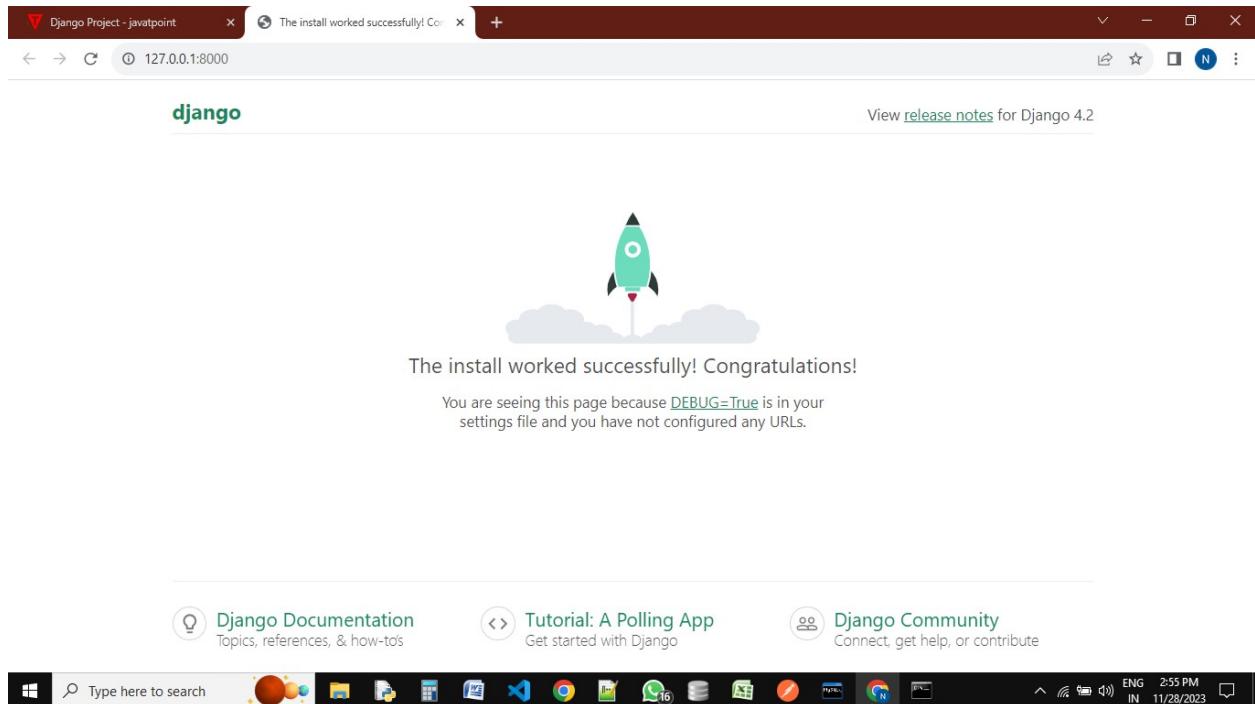 Django Project - javatpoint
The install worked successfully! Cor
127.0.0.1:8000
N
django
View release notes for Django 4.2
The install worked successfully! Congratulations!
You are seeing this page because DEBUG=True is in your
settings file and you have not configured any URLs.
Django Documentation
Topics, references, & how-to's
Tutorial: A Polling App
Get started with Django
Django Community
Connect, get help, or contribute
Type here to search
16
N
ENG
IN
2:55 PM
11/28/2023